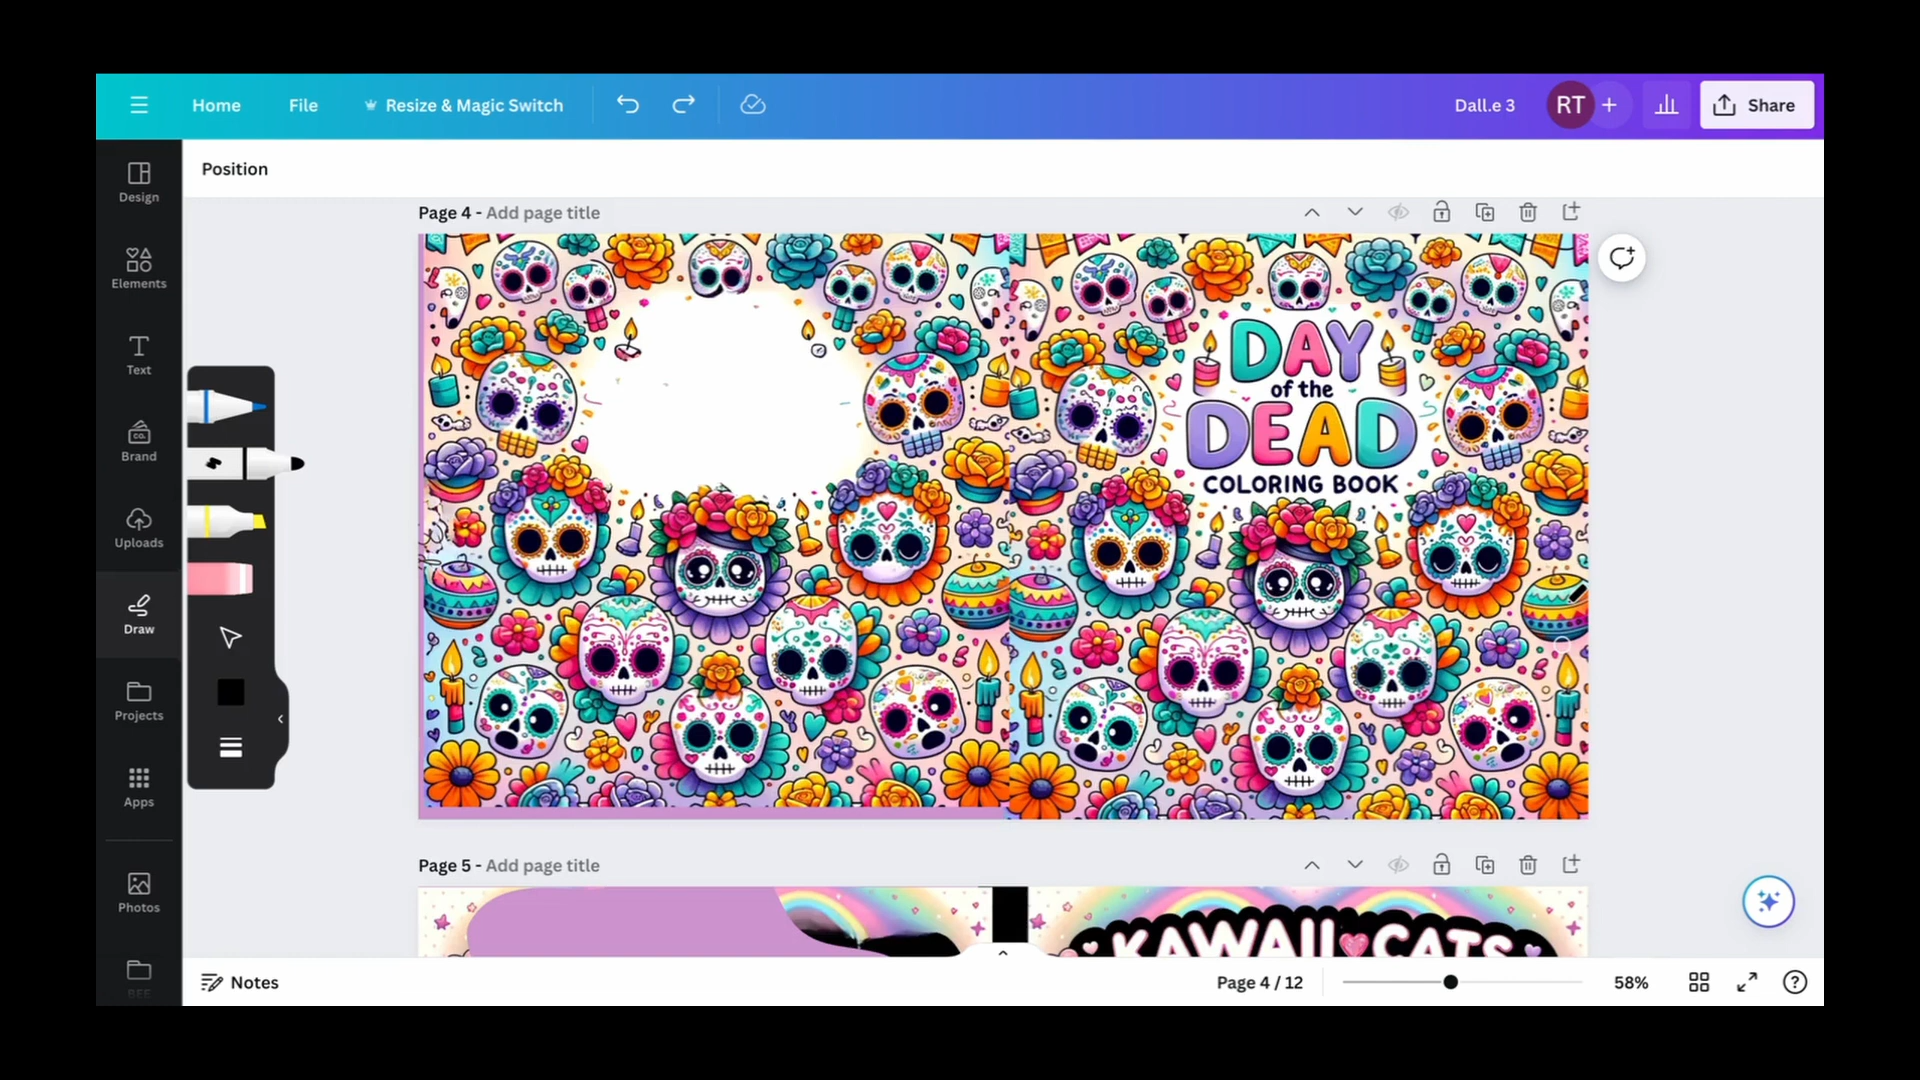 Home File Resize & Magic Switch Dall.e 3 RT + Share
Position
Design
Elements
Text
CO.
Brand
Uploads
Draw
Projects
Apps
Photos
BEE
Page 4 - Add page title
DAY
of the
DEAD
COLORING BOOK
Page 5 - Add page title
KAWAII CATS
Notes Page 4 / 12 58% ?